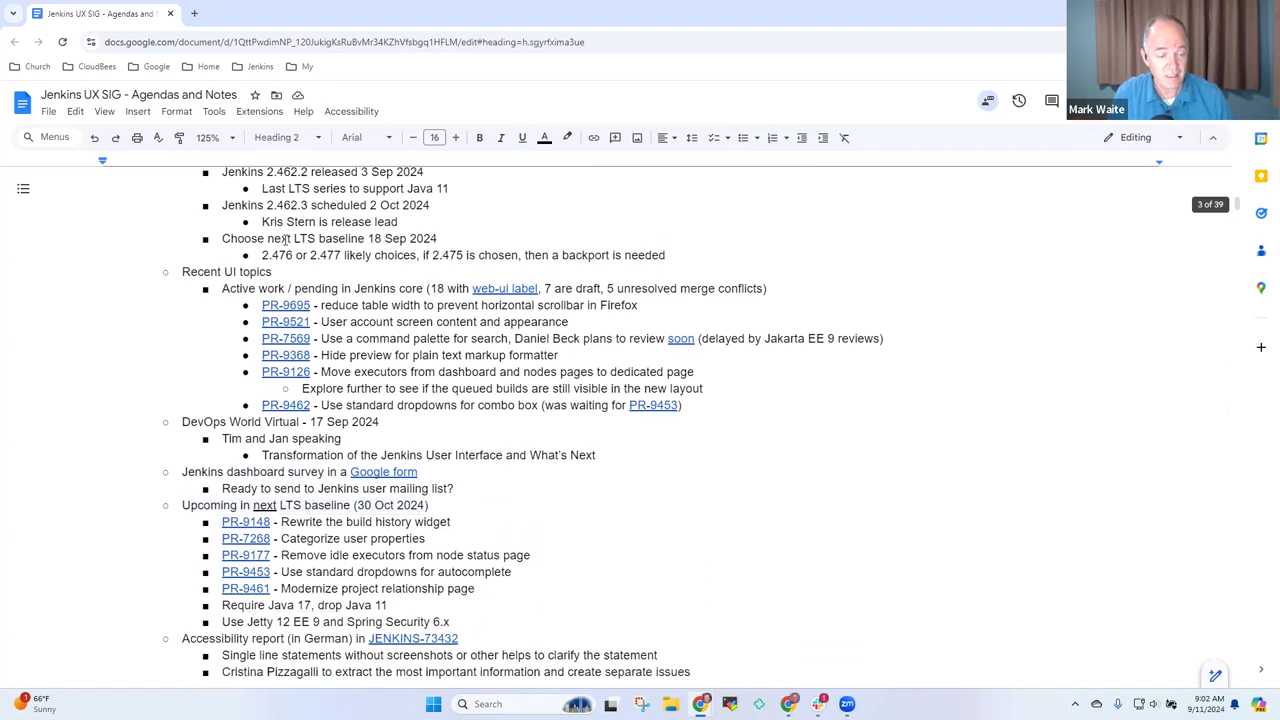 Jenkins UX SIG - Agendas and N
docs.google.com/document/d/1QttPwdimNP_120JukigKsRuBvMr34KZhVfsbgq1HFLM/edit#heading=h.sgyrfxima3ue
Church
CloudBees
Google
Home
Jenkins
My
Jenkins UX SIG - Agendas and Notes
File Edit View Insert Format Tools Extensions Help Accessibility
Mark Waite
Menus
125%
Heading 2
Arial
16
Editing
3 of 39
Jenkins 2.462.2 released 3 Sep 2024
Last LTS series to support Java 11
Jenkins 2.462.3 scheduled 2 Oct 2024
Kris Stern is release lead
Choose next LTS baseline 18 Sep 2024
2.476 or 2.477 likely choices, if 2.475 is chosen, then a backport is needed
Recent UI topics
Active work / pending in Jenkins core (18 with web-ui label, 7 are draft, 5 unresolved merge conflicts)
PR-9695 - reduce table width to prevent horizontal scrollbar in Firefox
PR-9521 - User account screen content and appearance
PR-7569 - Use a command palette for search, Daniel Beck plans to review soon (delayed by Jakarta EE 9 reviews)
PR-9368 - Hide preview for plain text markup formatter
PR-9126 - Move executors from dashboard and nodes pages to dedicated page
Explore further to see if the queued builds are still visible in the new layout
PR-9462 - Use standard dropdowns for combo box (was waiting for PR-9453)
DevOps World Virtual - 17 Sep 2024
Tim and Jan speaking
Transformation of the Jenkins User Interface and What's Next
Jenkins dashboard survey in a Google form
Ready to send to Jenkins user mailing list?
Upcoming in next LTS baseline (30 Oct 2024)
PR-9148 - Rewrite the build history widget
PR-7268 - Categorize user properties
PR-9177 - Remove idle executors from node status page
PR-9453 - Use standard dropdowns for autocomplete
PR-9461 - Modernize project relationship page
Require Java 17, drop Java 11
Use Jetty 12 EE 9 and Spring Security 6.x
Accessibility report (in German) in JENKINS-73432
Single line statements without screenshots or other helps to clarify the statement
Cristina Pizzagalli to extract the most important information and create separate issues
66°F
Sunny
Search
9:02 AM
9/11/2024